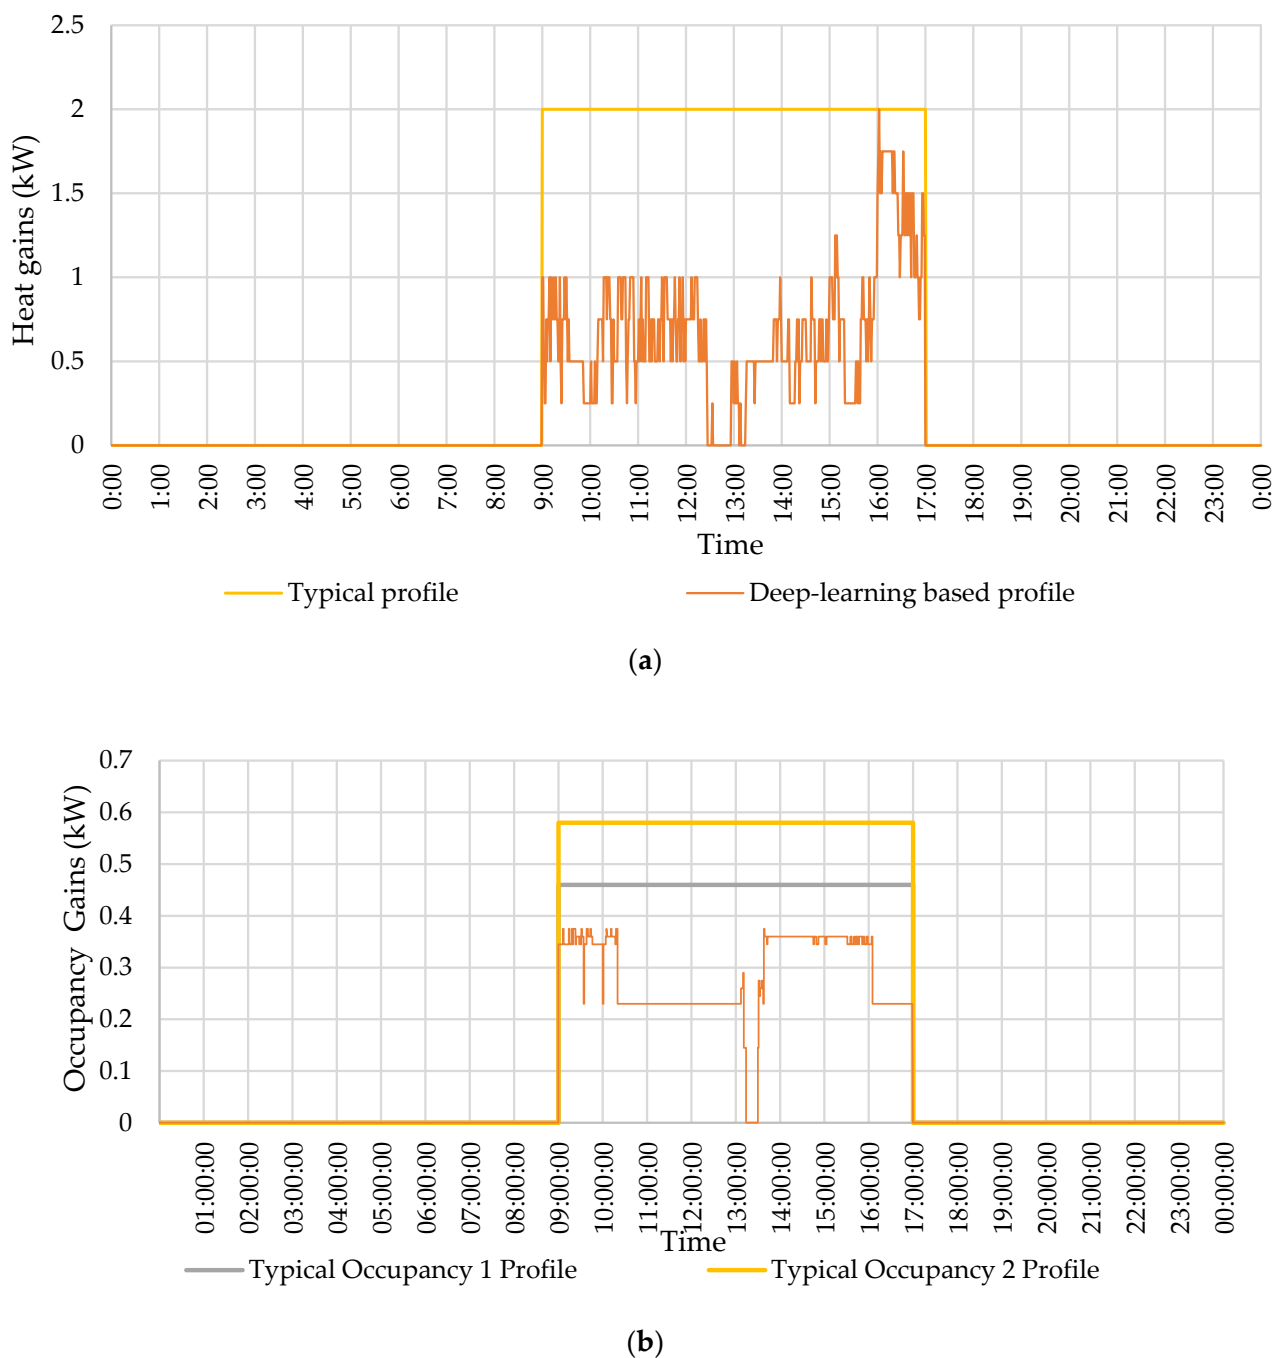 2.5
2
1.5
1
0.5
0
Heat gains (kW)
0:00 1:00 2:00 3:00 4:00 5:00 6:00 7:00 8:00 9:00 10:00 11:00 12:00 13:00 14:00 15:00 16:00 17:00 18:00 19:00 20:00 21:00 22:00 23:00 0:00
Time
Typical profile Deep-learning based profile
(a)
0.7
0.6
0.5
0.4
0.3
0.2
0.1
0
Occupancy Gains (kW)
01:00:00 02:00:00 03:00:00 04:00:00 05:00:00 06:00:00 07:00:00 08:00:00 09:00:00 10:00:00 11:00:00 12:00:00 13:00:00 14:00:00 15:00:00 16:00:00 17:00:00 18:00:00 19:00:00 20:00:00 21:00:00 22:00:00 23:00:00 00:00:00
Time
Typical Occupancy 1 Profile Typical Occupancy 2 Profile
(b)